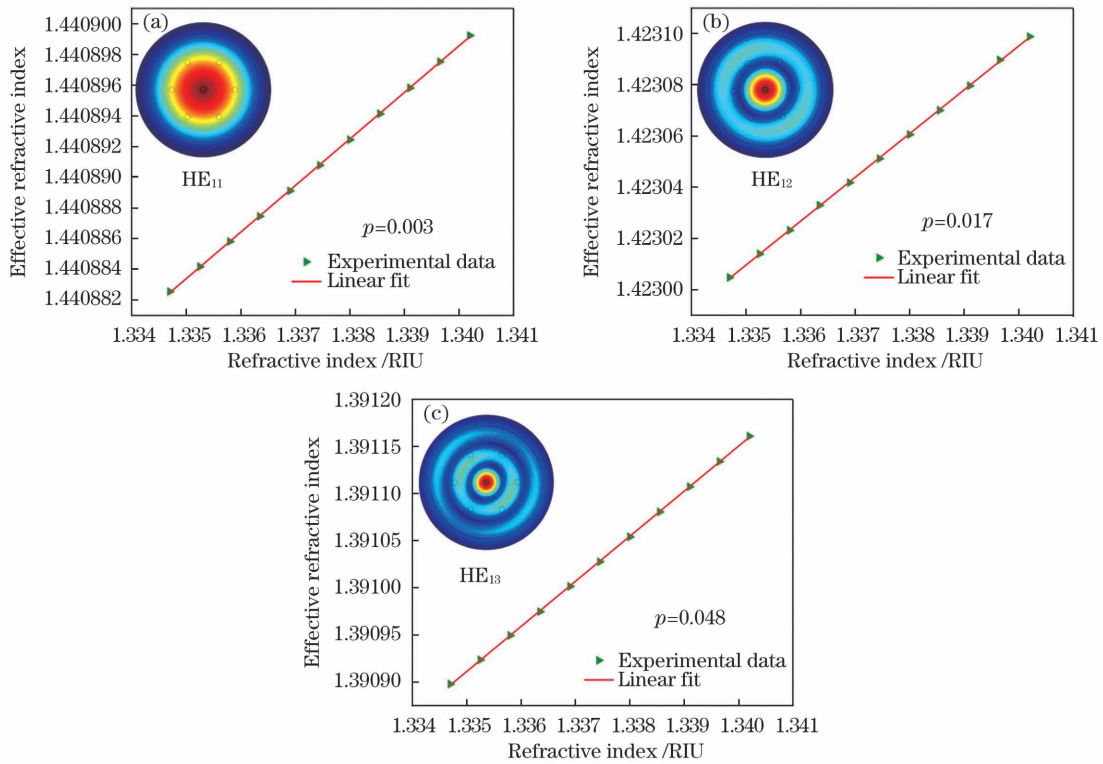 (a)
Effective refractive index
1.440900
1.440898
1.440896
1.440894
1.440892
1.440890
1.440888
1.440886
1.440884
1.440882
HE₁₁
p=0.003
Experimental data
Linear fit
1.334 1.335 1.336 1.337 1.338 1.339 1.340 1.341
Refractive index /RIU
(b)
Effective refractive index
1.42310
1.42308
1.42306
1.42304
1.42302
1.42300
HE₁₂
p=0.017
Experimental data
Linear fit
1.334 1.335 1.336 1.337 1.338 1.339 1.340 1.341
Refractive index /RIU
(c)
Effective refractive index
1.39120
1.39115
1.39110
1.39105
1.39100
1.39095
1.39090
HE₁₃
p=0.048
Experimental data
Linear fit
1.334 1.335 1.336 1.337 1.338 1.339 1.340 1.341
Refractive index /RIU